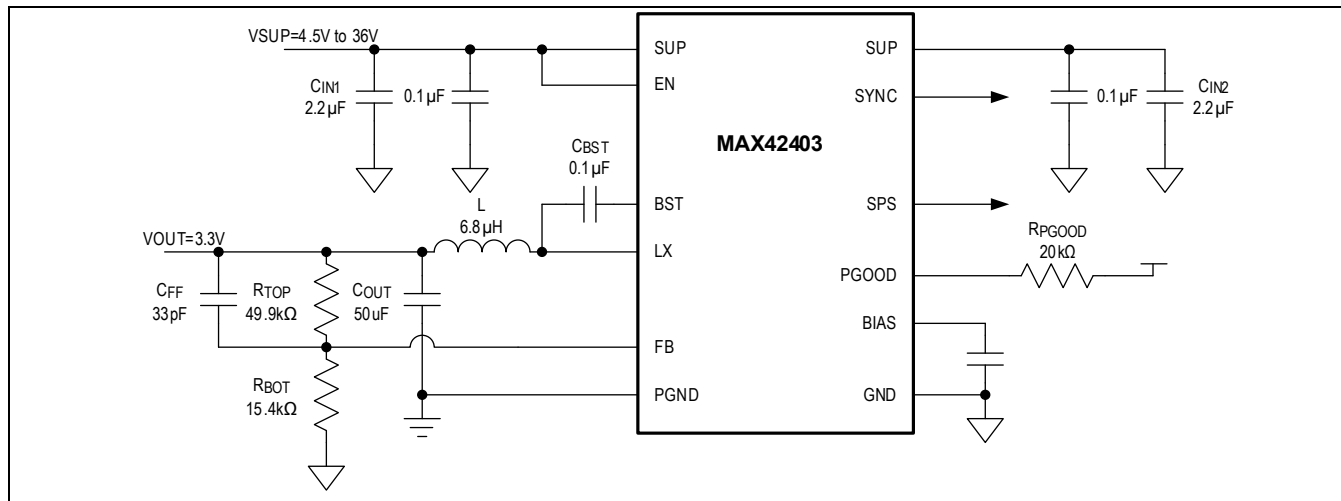 VSUP=4.5V to 36V
CIN1
2.2µF
0.1µF
SUP
EN
CBST
0.1µF
BST
L
6.8µH
LX
VOUT=3.3V
CFF
33pF
RTOP
49.9kΩ
COUT
50uF
FB
RBOT
15.4kΩ
PGND
MAX42403
SUP
SYNC
0.1µF
CIN2
2.2µF
SPS
RPGOOD
20kΩ
PGOOD
BIAS
GND